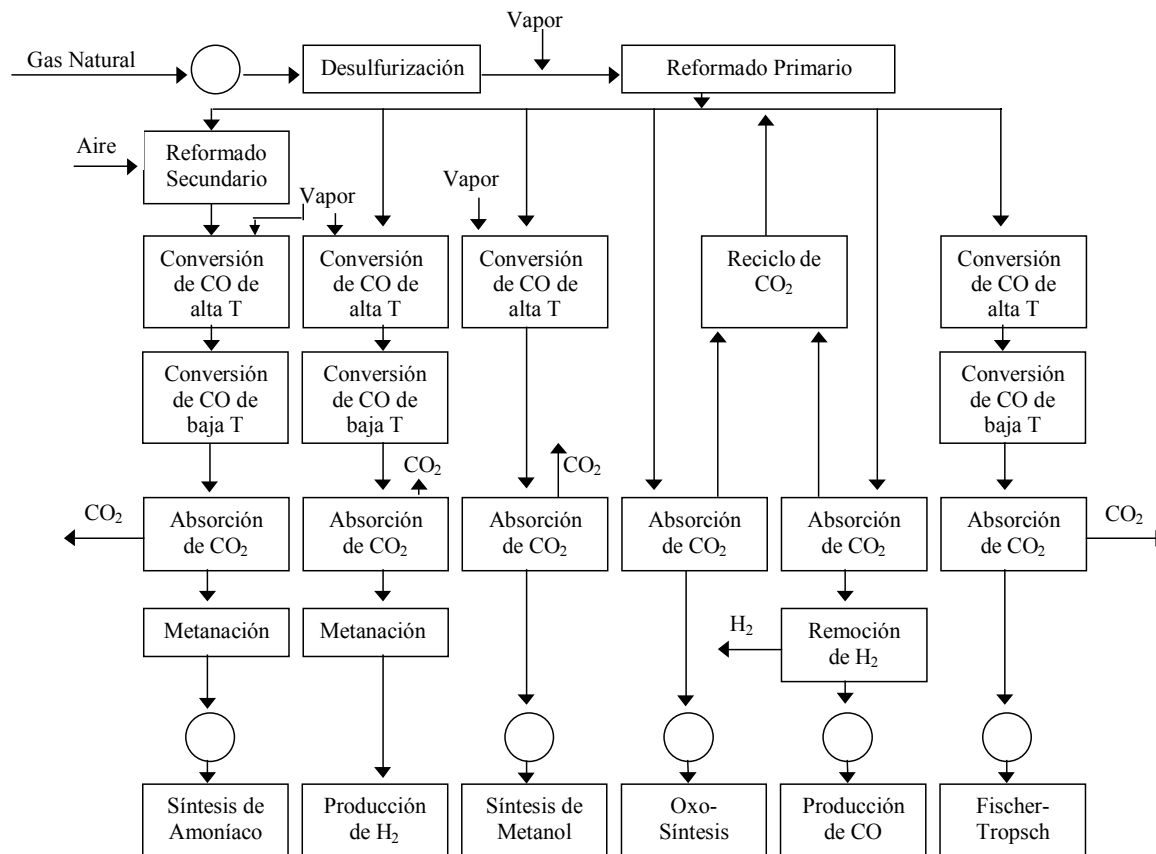 Vapor
Gas Natural
Desulfurización
Reformado Primario
Aire
Reformado
Secundario
Vapor
Vapor
Conversión
de CO de
alta T
Conversión
de CO de
alta T
Conversión
de CO de
alta T
Reciclo de
CO₂
Conversión
de CO de
alta T
Conversión
de CO de
baja T
Conversión
de CO de
baja T
Conversión
de CO de
baja T
CO₂
CO₂
CO₂
Absorción
de CO₂
Absorción
de CO₂
Absorción
de CO₂
Absorción
de CO₂
Absorción
de CO₂
Absorción
de CO₂
CO₂
Metanación
Metanación
H₂
Remoción
de H₂
Síntesis de
Amoníaco
Producción
de H₂
Síntesis de
Metanol
Oxo-
Síntesis
Producción
de CO
Fischer-
Tropsch